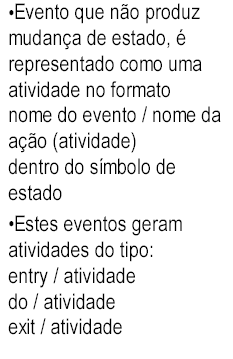 •Evento que não produz
mudança de estado, é
representado como uma
atividade no formato
nome do evento / nome da
ação (atividade)
dentro do símbolo de
estado
•Estes eventos geram
atividades do tipo:
entry / atividade
do / atividade
exit / atividade